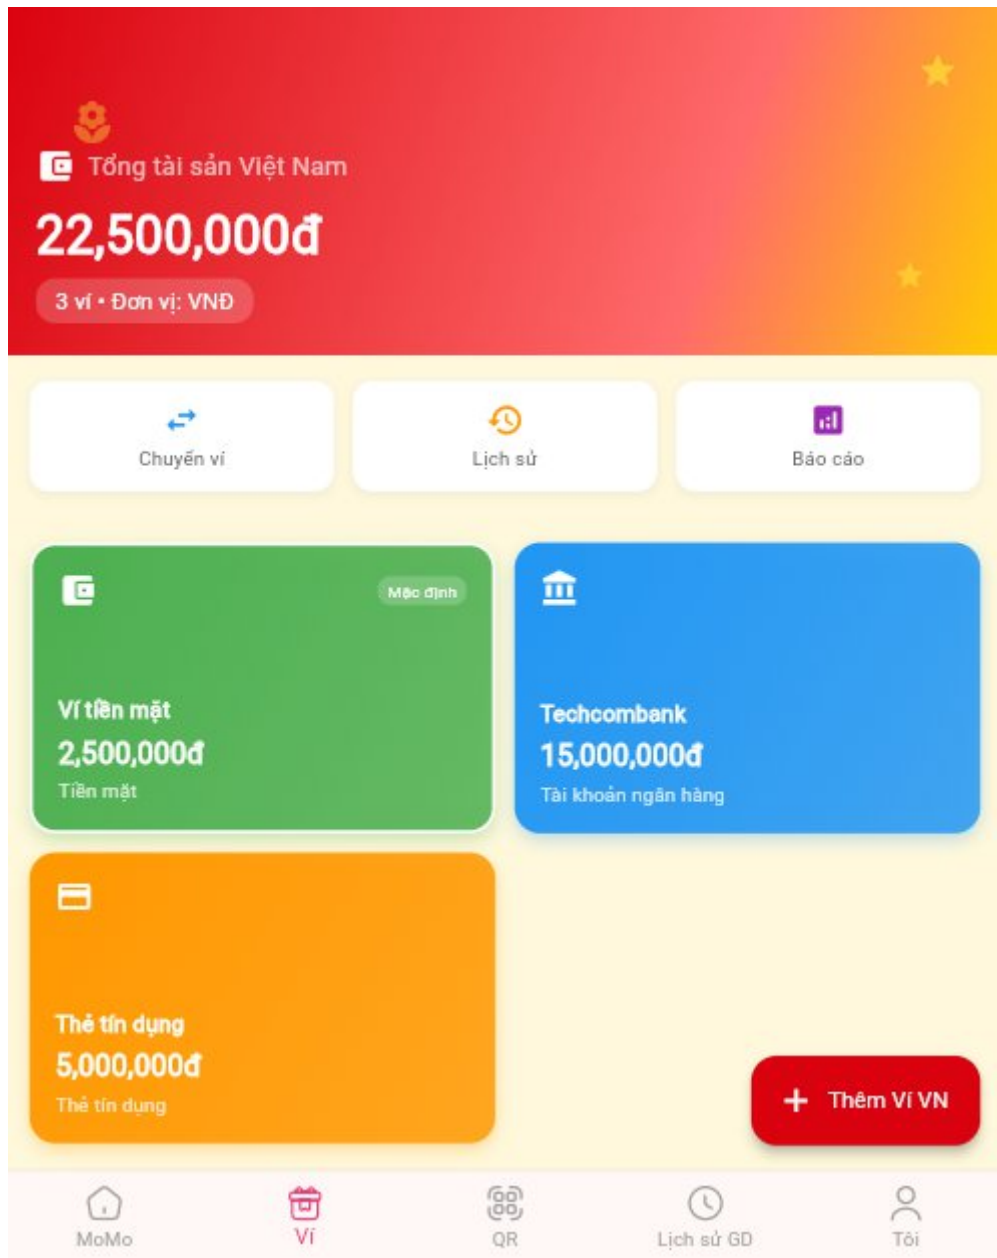 Tổng tài sản Việt Nam
22,500,000đ
3 ví • Đơn vị: VNĐ
Chuyển ví
Lịch sử
Báo cáo
Mặc định
Ví tiền mặt
2,500,000đ
Tiền mặt
Techcombank
15,000,000đ
Tài khoản ngân hàng
Thẻ tín dụng
5,000,000đ
Thẻ tín dụng
+ Thêm Ví VN
MoMo
Ví
QR
Lịch sử GD
Tôi